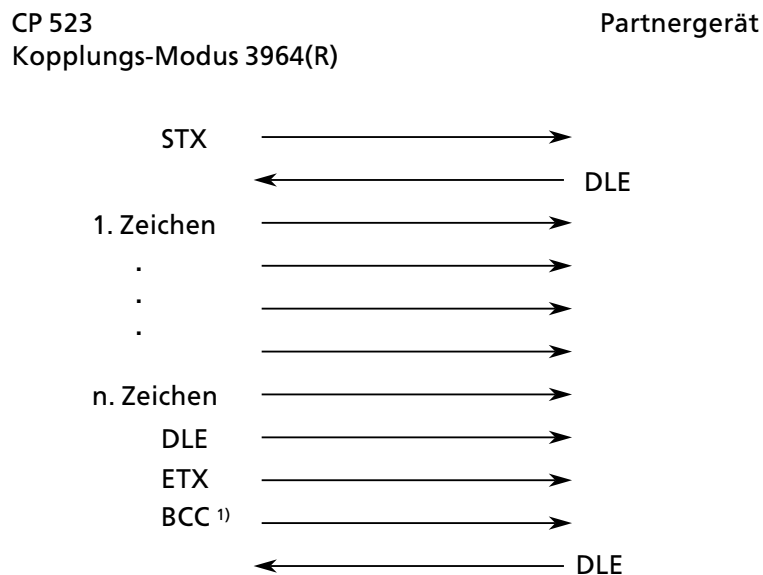 CP 523 Partnergerät
Kopplungs-Modus 3964(R)
STX
DLE
1. Zeichen
.
.
.
n. Zeichen
DLE
ETX
BCC 1)
DLE